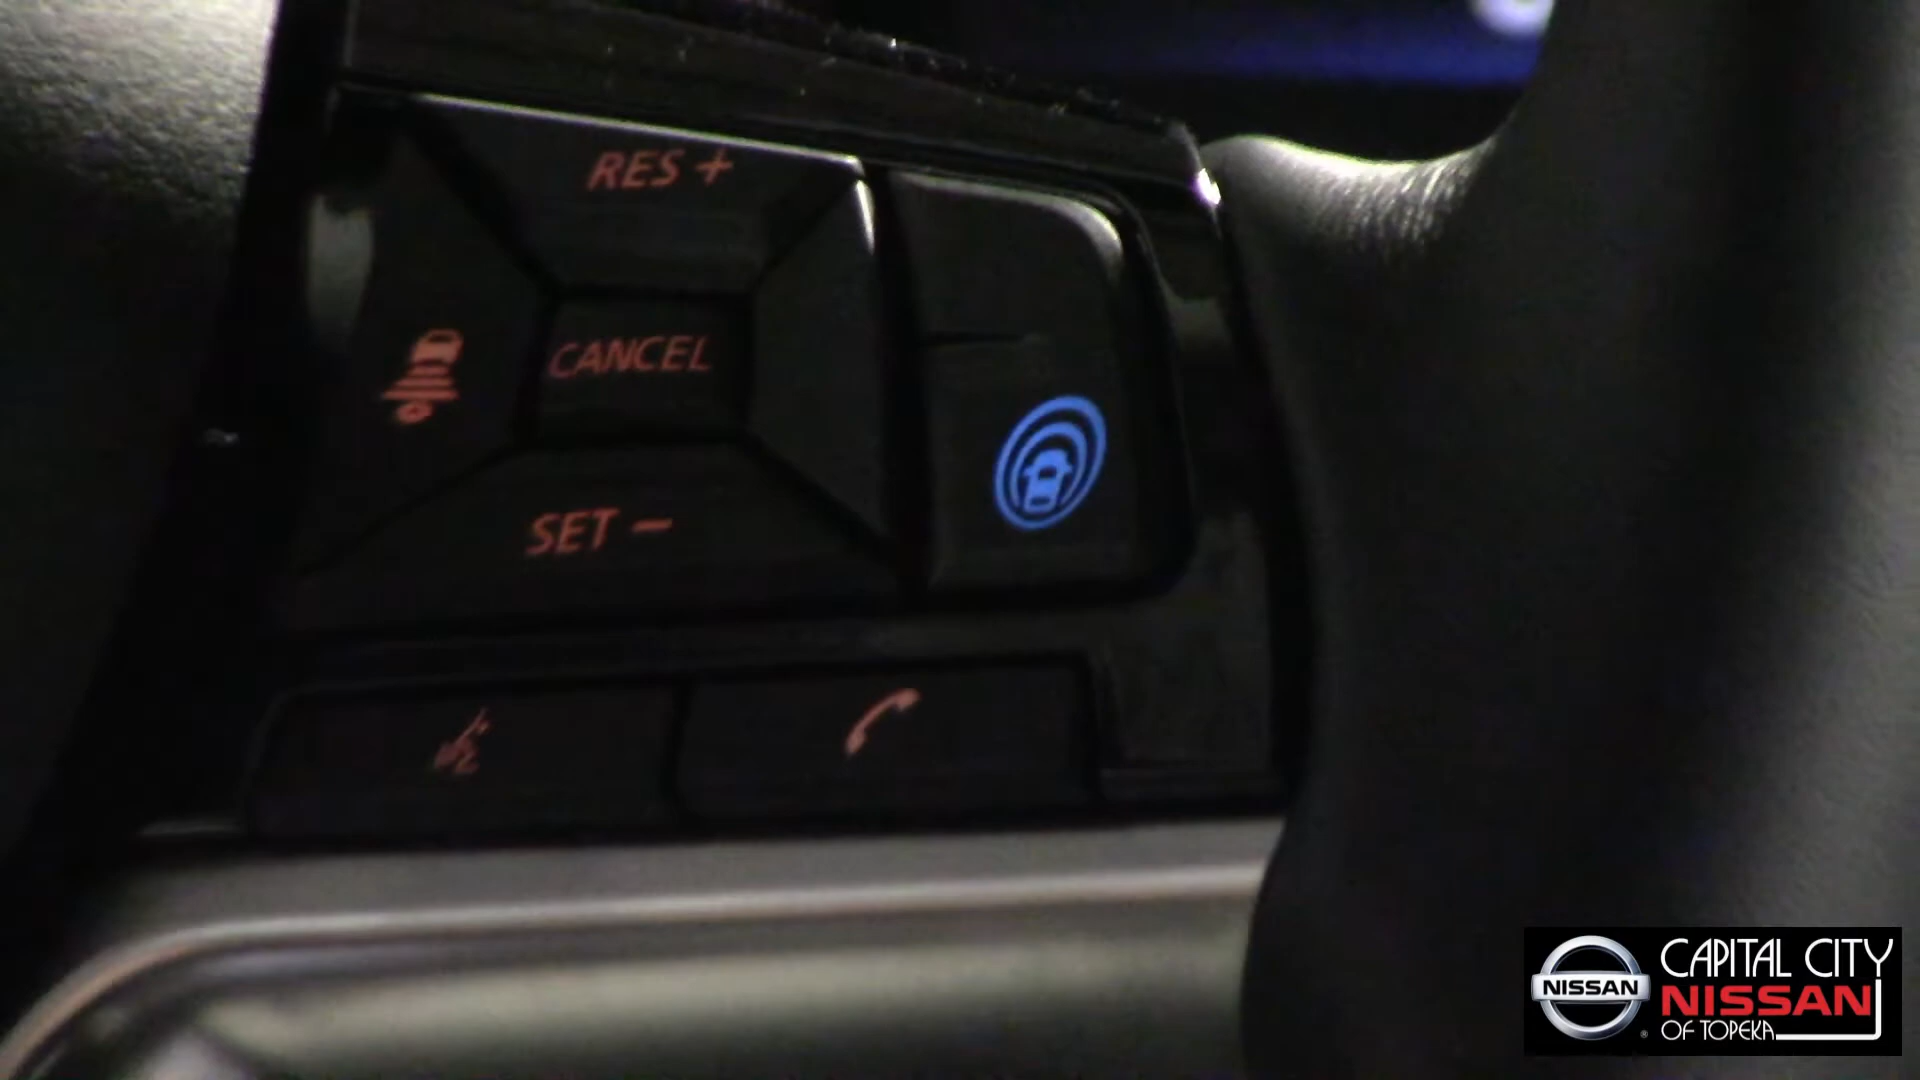 RES +
CANCEL
SET –
NISSAN
CAPITAL CITY
NISSAN
OF TOPEKA